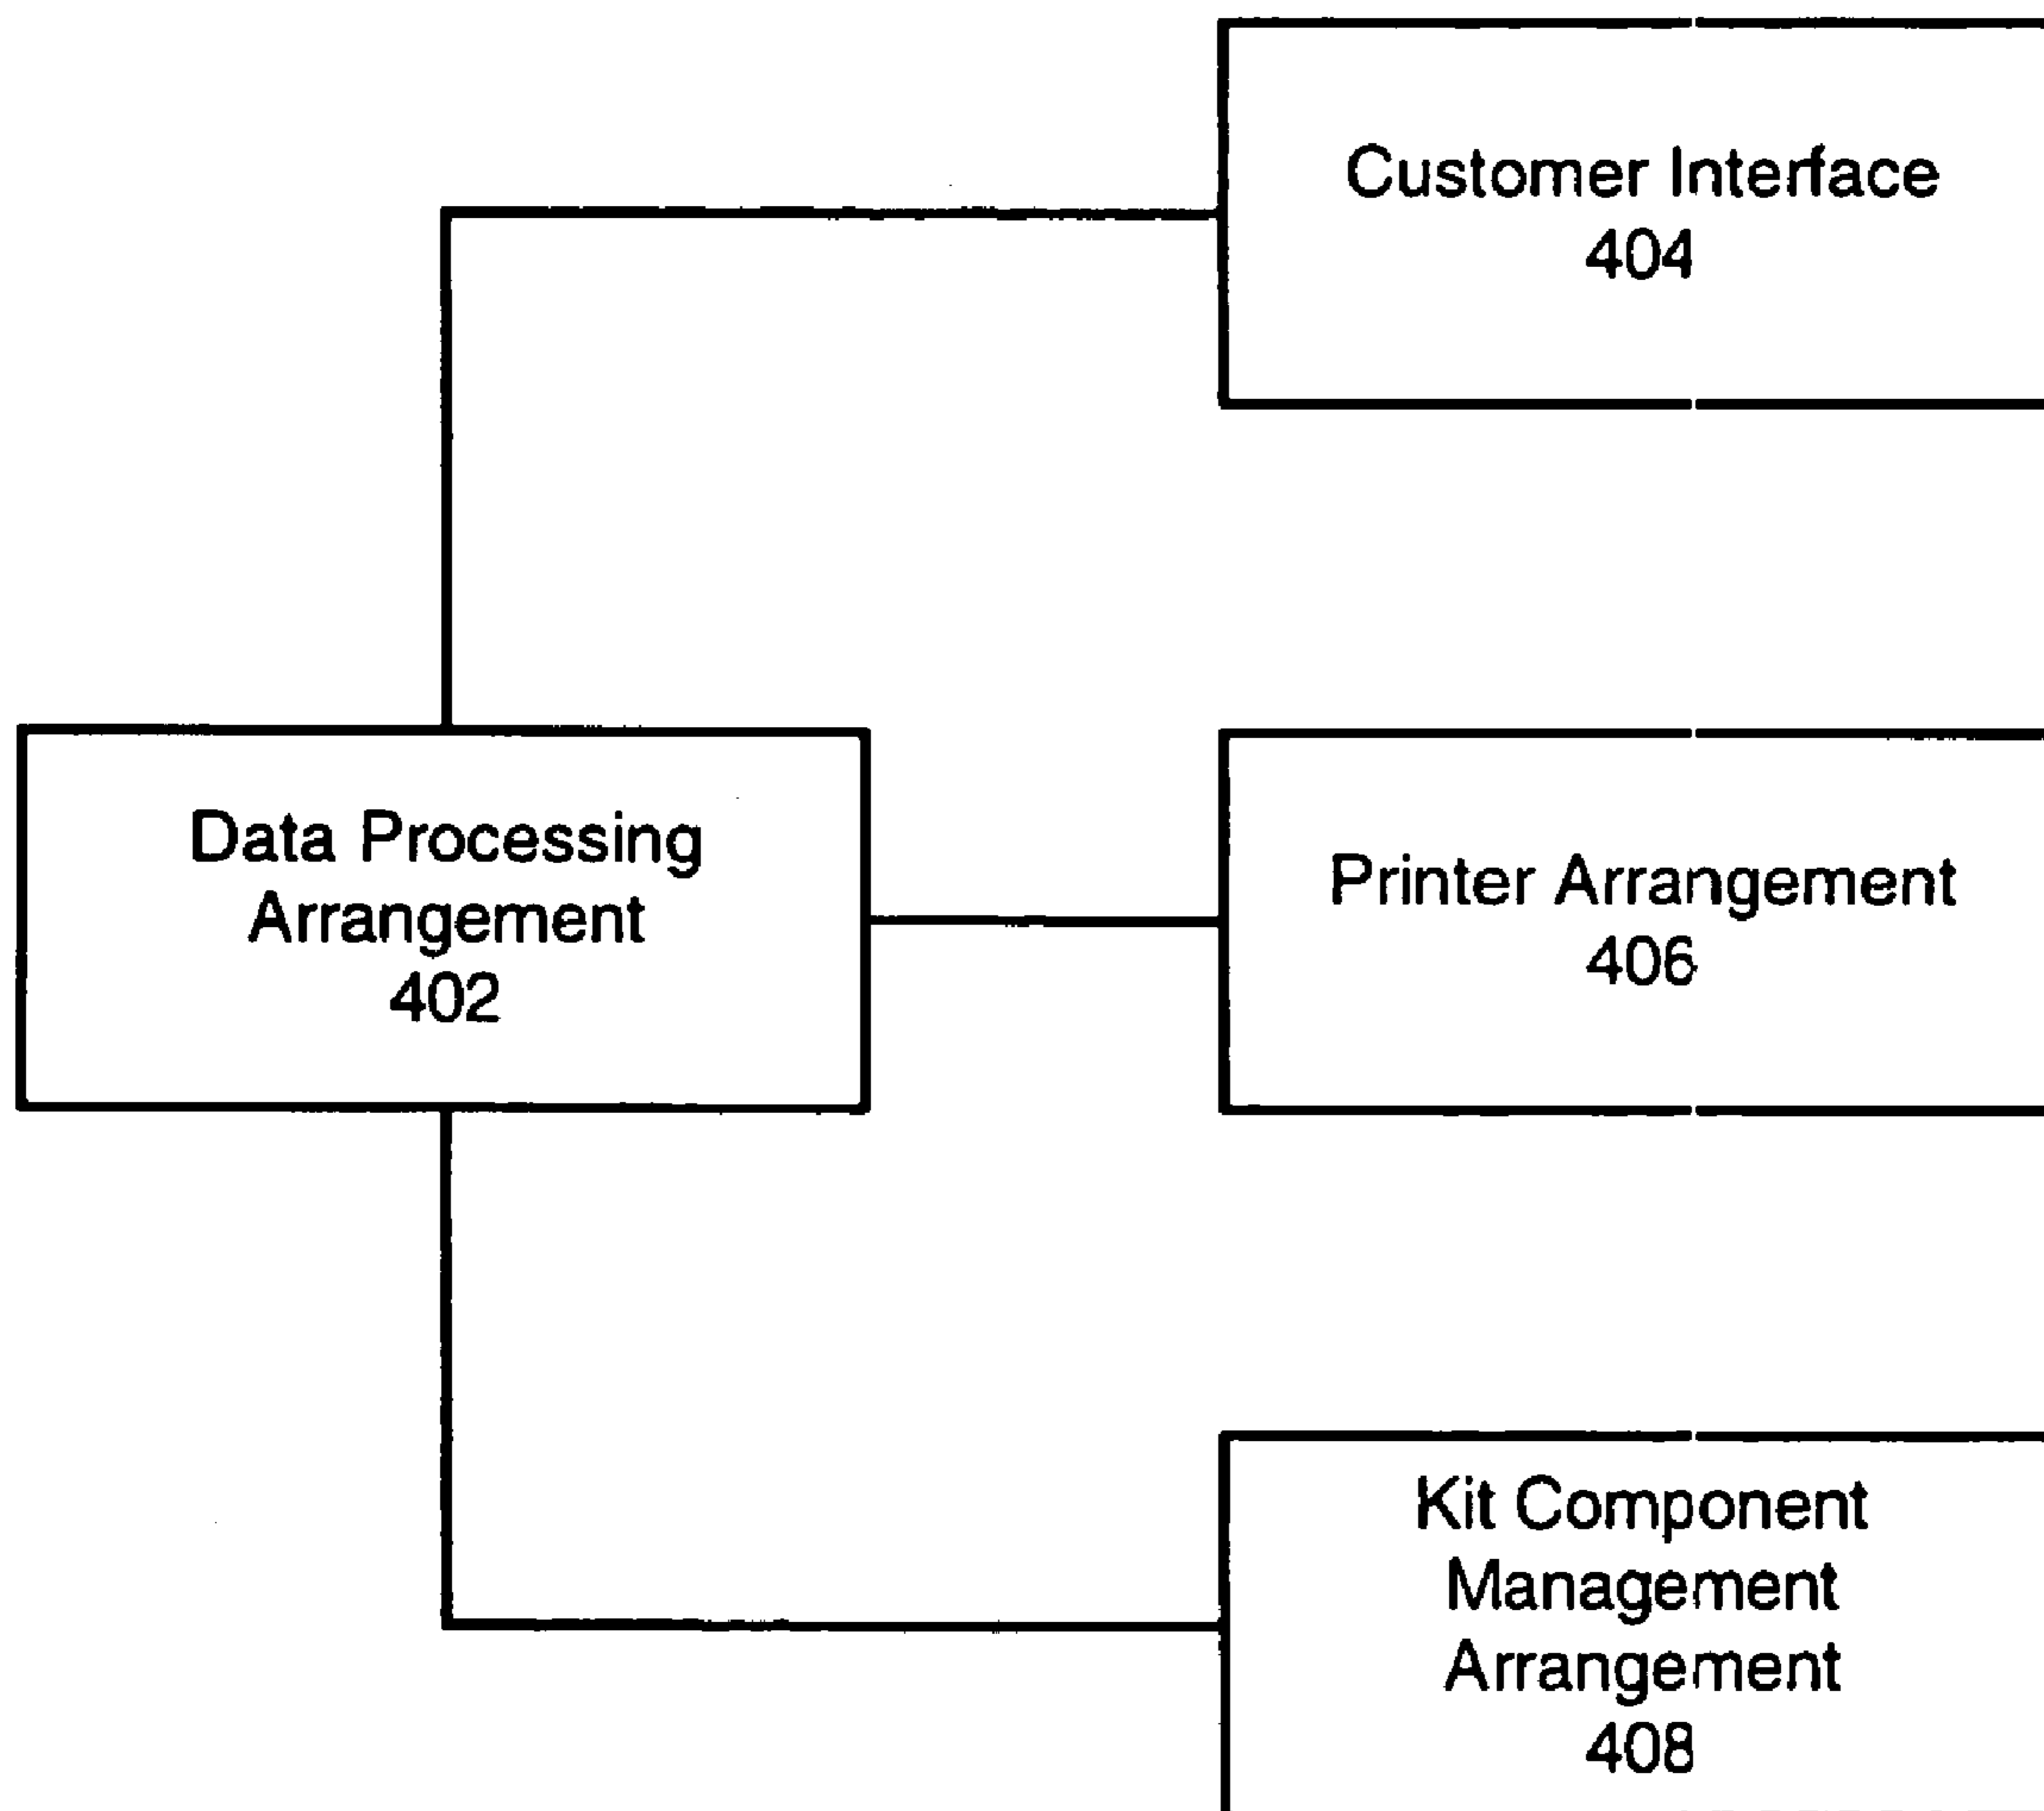 Customer Interface
404
Data Processing
Arrangement
402
Printer Arrangement
406
Kit Component
Management
Arrangement
408